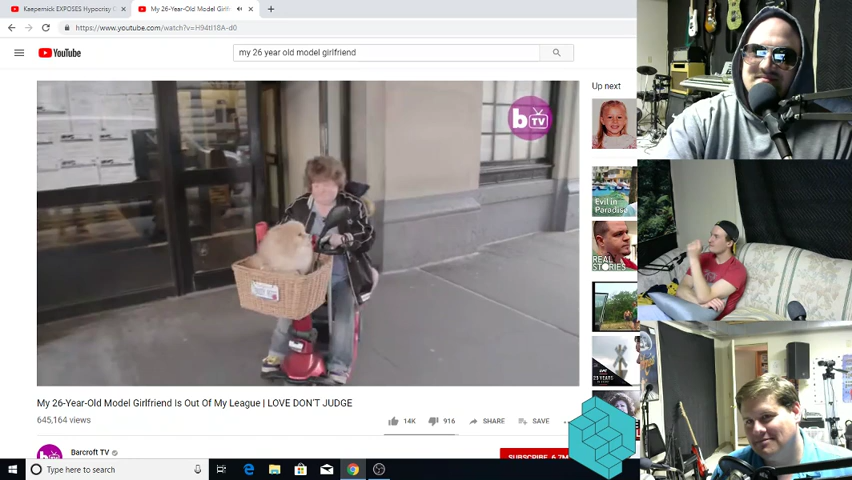 Kaepernick EXPOSES Hypocrisy
My 26-Year-Old Model Girlf
https://www.youtube.com/watch?v=H94tI18A-d0
YouTube
my 26 year old model girlfriend
Up next
bTV
Evil in
Paradise
REAL
STORIES
My 26-Year-Old Model Girlfriend Is Out Of My League | LOVE DON'T JUDGE
645,164 views
14K
916
SHARE
SAVE
bTV
Barcroft TV
SUBSCRIBE 6.7M
Type here to search